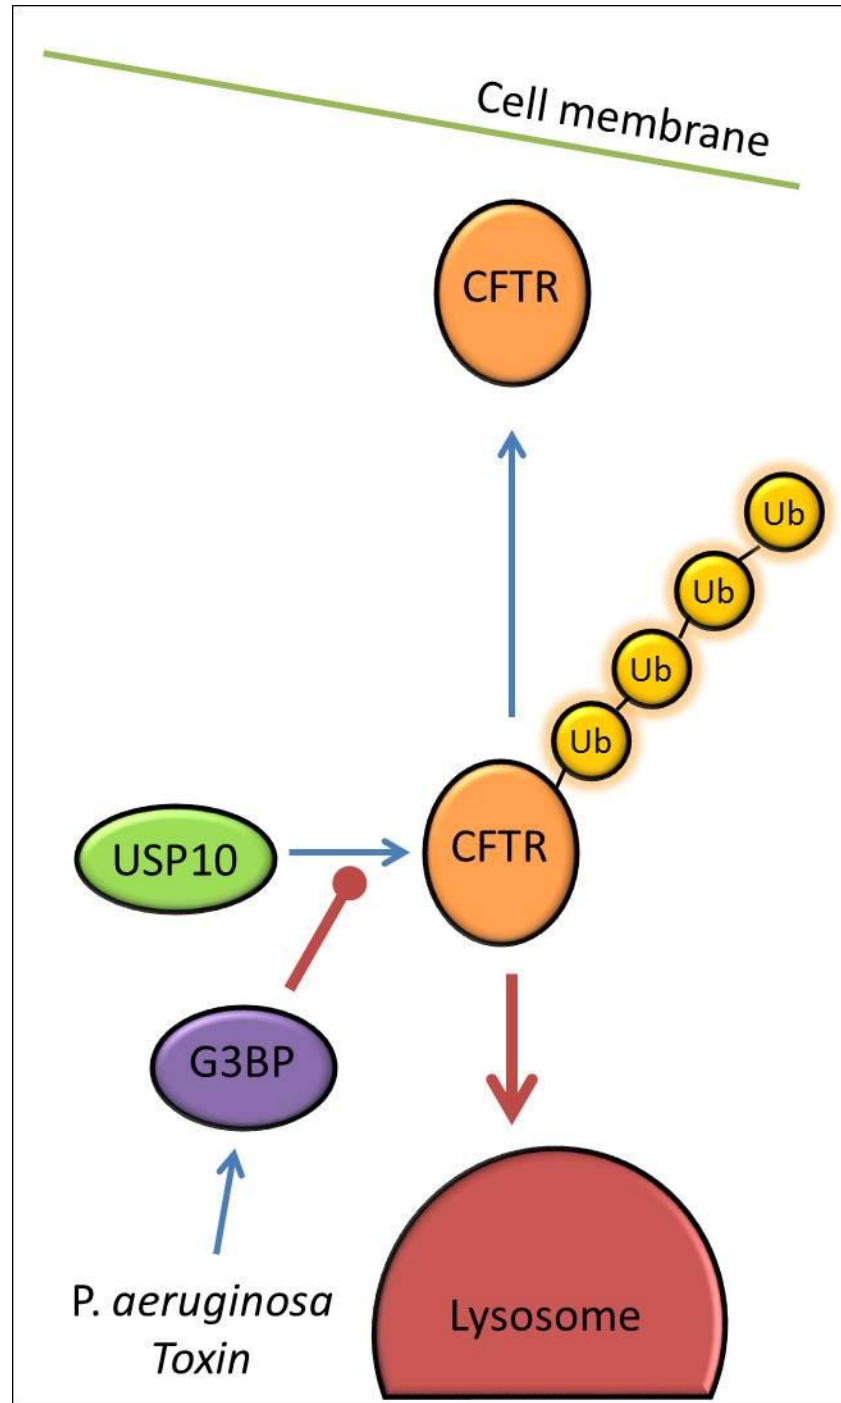 Cell membrane
CFTR
Ub
Ub
Ub
Ub
CFTR
USP10
G3BP
P. aeruginosa
Toxin
Lysosome